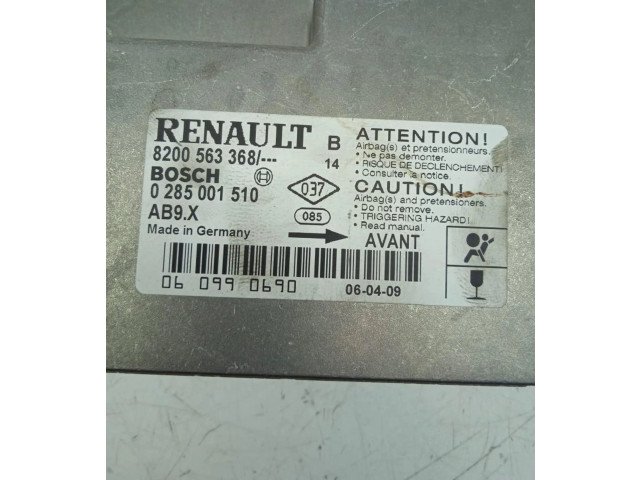 RENAULT B
8200 563 368/--- 14
BOSCH
0 285 001 510
AB9.X
Made in Germany
037
085
AVANT
ATTENTION!
Airbag(s) et pretensionneurs.
• Ne pas demonter.
• RISQUE DE DECLENCHEMENT!
• Consulter la notice.
CAUTION!
Airbag(s) and pretensioners.
• Do not remove.
• TRIGGERING HAZARD!
• Read manual.
06 099 0690
06-04-09